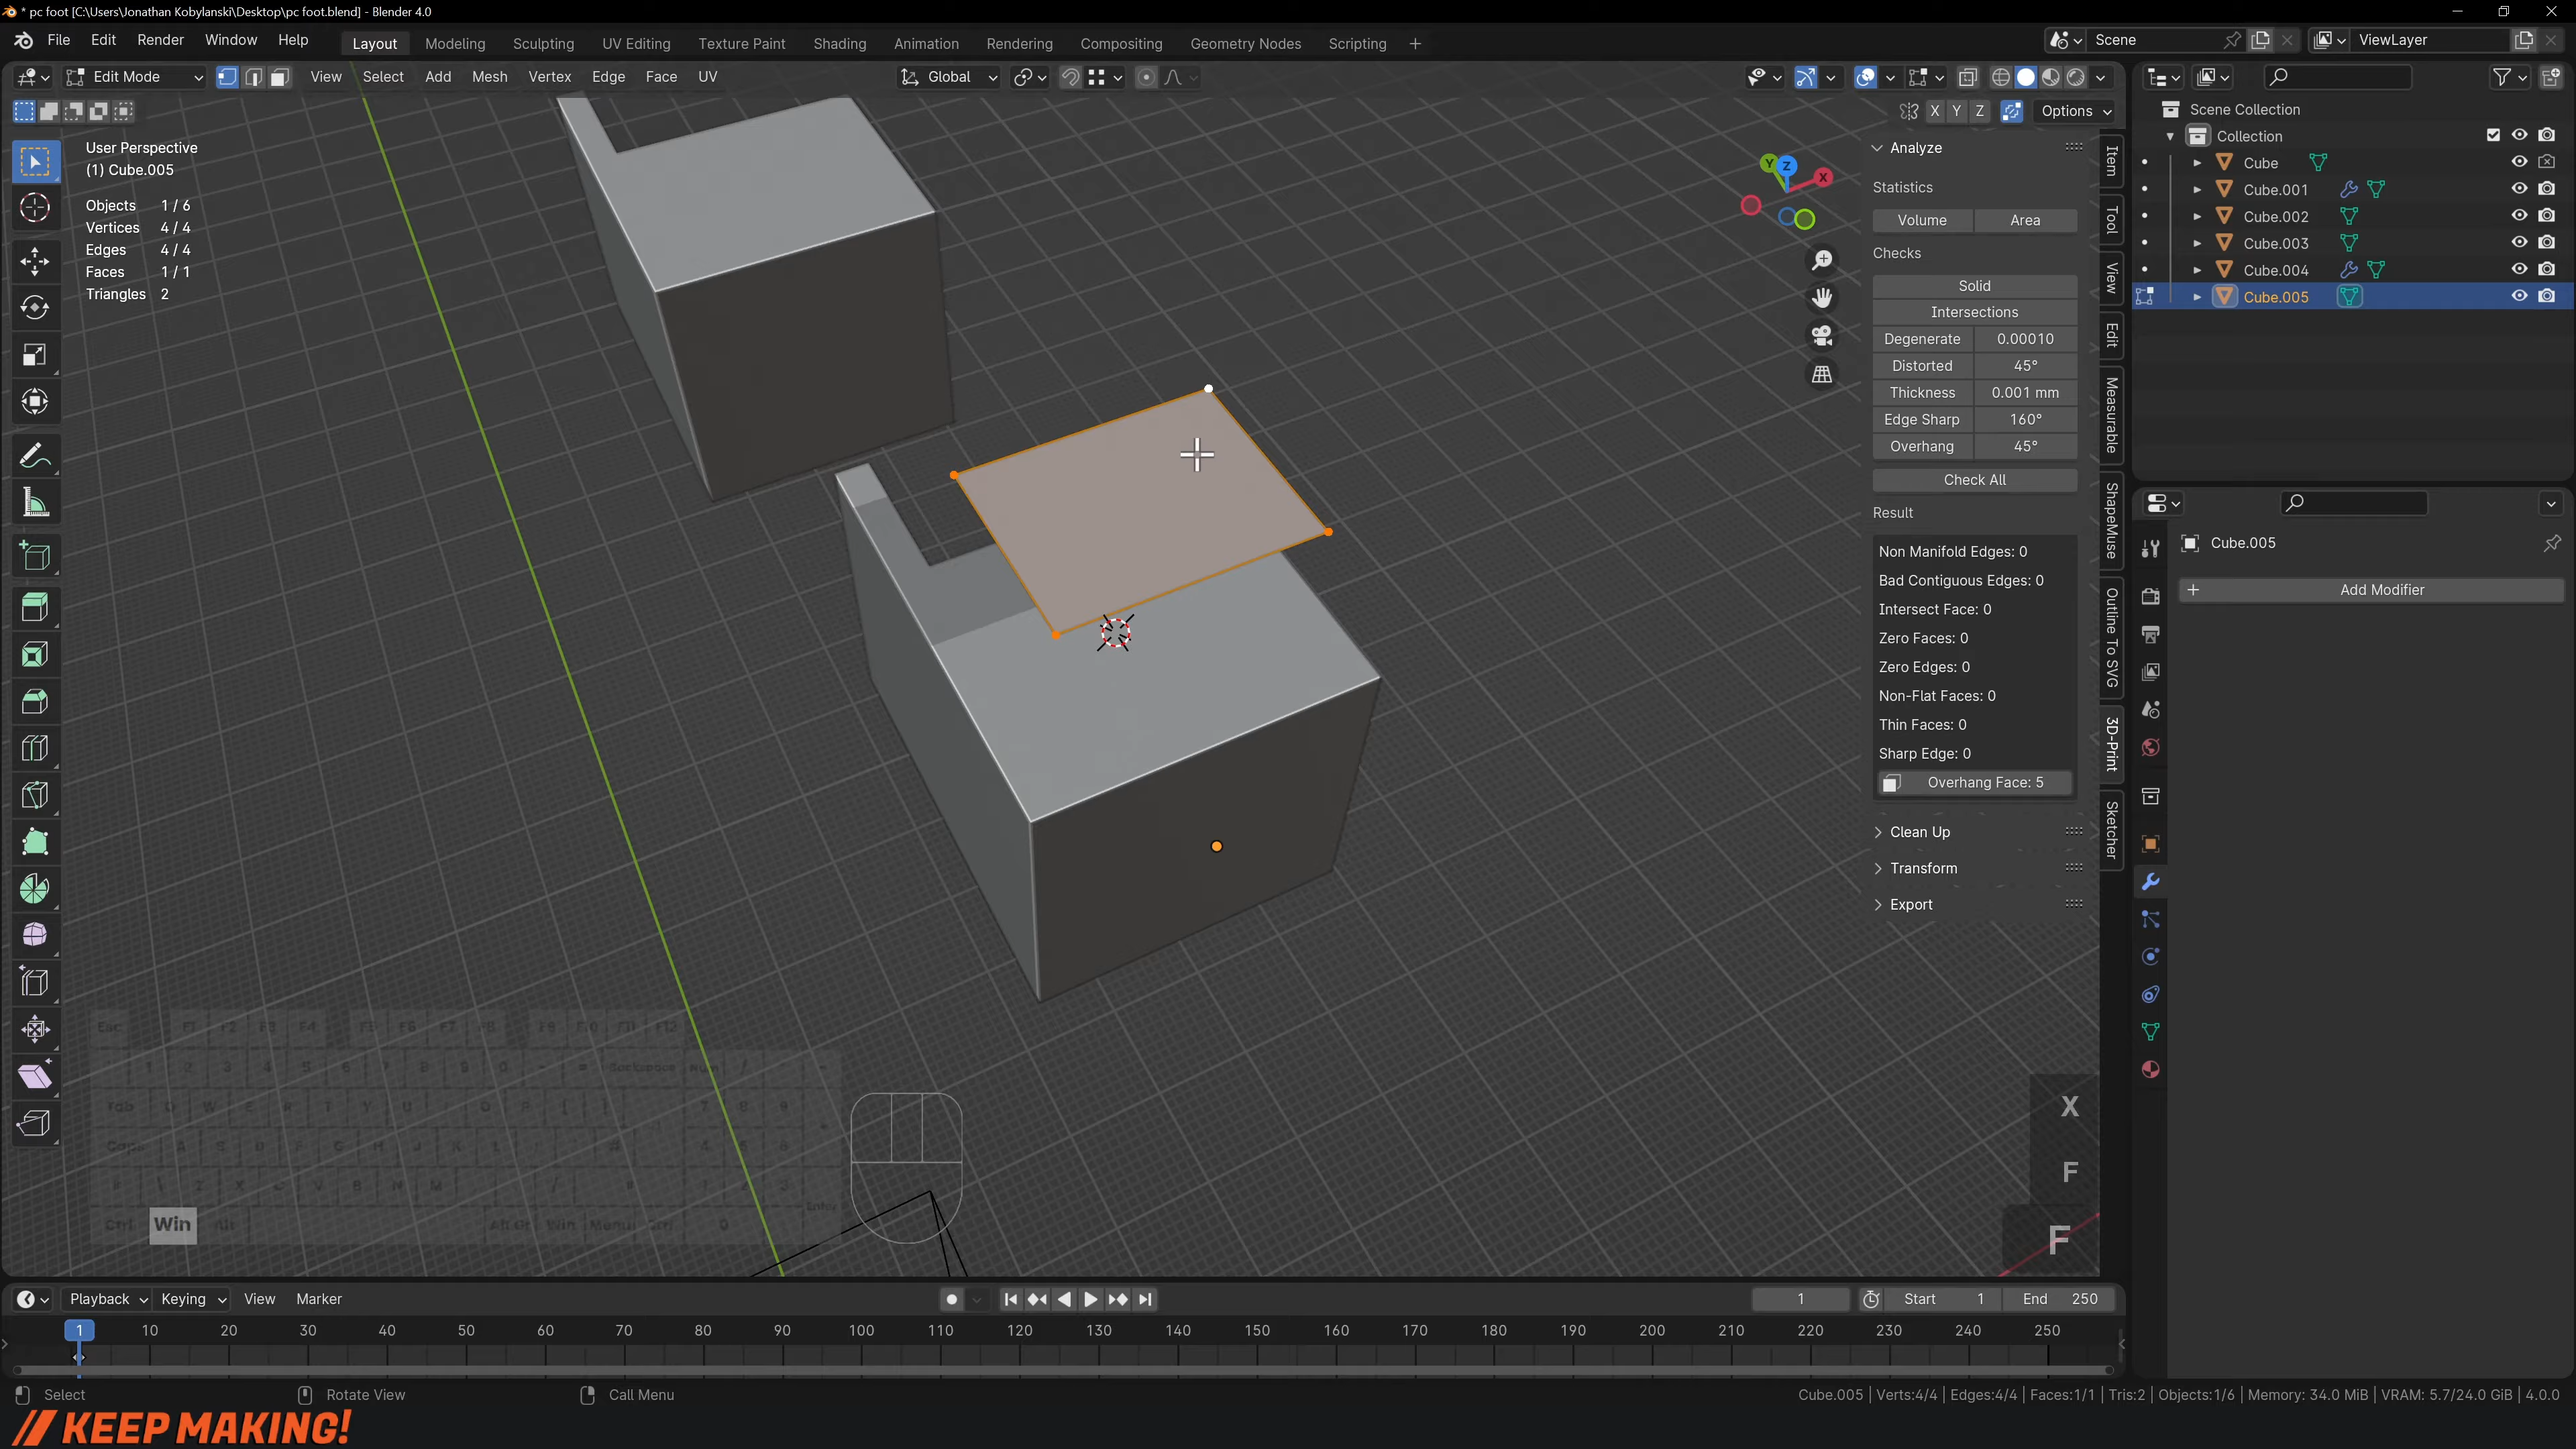 * pc foot [C:\Users\Jonathan Kobylanski\Desktop\pc foot.blend] - Blender 4.0
File Edit Render Window Help
Layout Modeling Sculpting UV Editing Texture Paint Shading Animation Rendering Compositing Geometry Nodes Scripting +
Scene
ViewLayer
Edit Mode
View Select Add Mesh Vertex Edge Face UV
Global
X Y Z
Options
User Perspective
(1) Cube.005
Objects 1 / 6
Vertices 4 / 4
Edges 4 / 4
Faces 1 / 1
Triangles 2
Y Z X
Analyze
Statistics
Volume Area
Checks
Solid
Intersections
Degenerate 0.00010
Distorted 45°
Thickness 0.001 mm
Edge Sharp 160°
Overhang 45°
Check All
Result
Non Manifold Edges: 0
Bad Contiguous Edges: 0
Intersect Face: 0
Zero Faces: 0
Zero Edges: 0
Non-Flat Faces: 0
Thin Faces: 0
Sharp Edge: 0
Overhang Face: 5
Clean Up
Transform
Export
Item
Tool
View
Edit
Measurable
ShapeMuse
Outline To SVG
3D-Print
Sketcher
Scene Collection
Collection
Cube
Cube.001
Cube.002
Cube.003
Cube.004
Cube.005
Cube.005
Add Modifier
Win
X
F
F
Playback Keying View Marker
1
Start 1
End 250
1 10 20 30 40 50 60 70 80 90 100 110 120 130 140 150 160 170 180 190 200 210 220 230 240 250
Select
Rotate View
Call Menu
Cube.005 | Verts:4/4 | Edges:4/4 | Faces:1/1 | Tris:2 | Objects:1/6 | Memory: 34.0 MiB | VRAM: 5.7/24.0 GiB | 4.0.0
// KEEP MAKING!